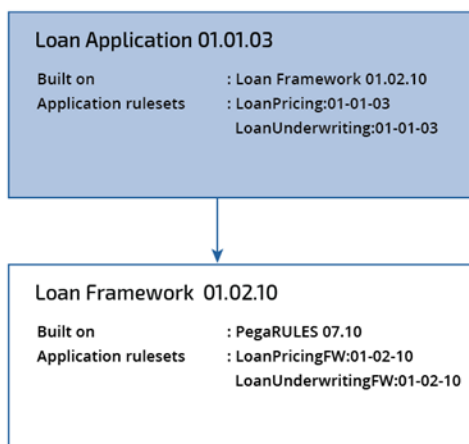 Loan Application 01.01.03
Built on : Loan Framework 01.02.10
Application rulesets : LoanPricing:01-01-03
LoanUnderwriting:01-01-03
Loan Framework 01.02.10
Built on : PegaRULES 07.10
Application rulesets : LoanPricingFW:01-02-10
LoanUnderwritingFW:01-02-10